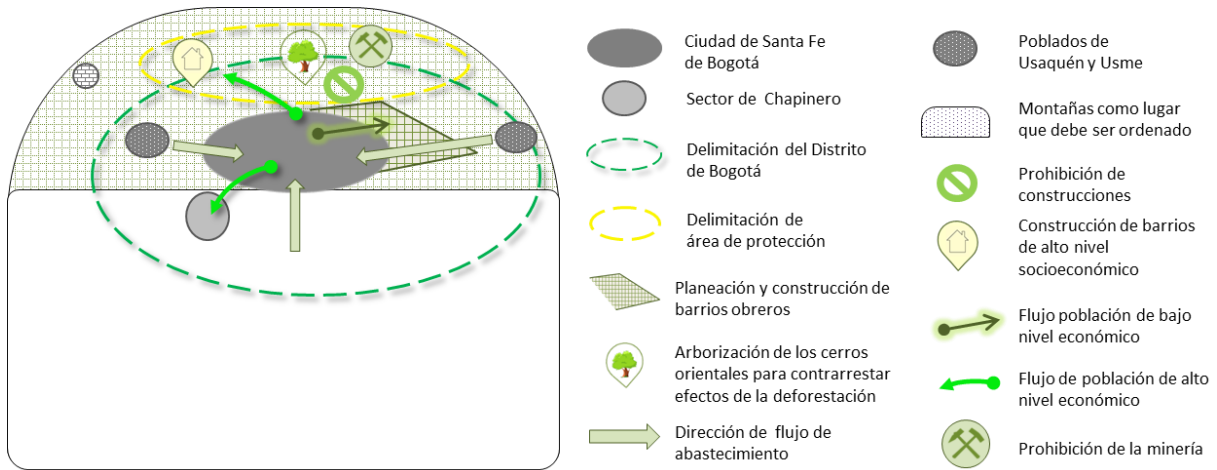 Ciudad de Santa Fe
de Bogotá
Sector de Chapinero
Delimitación del Distrito
de Bogotá
Delimitación de
área de protección
Planeación y construcción de
barrios obreros
Arborización de los cerros
orientales para contrarrestar
efectos de la deforestación
Dirección de flujo de
abastecimiento
Poblados de
Usaquén y Usme
Montañas como lugar
que debe ser ordenado
Prohibición de
construcciones
Construcción de barrios
de alto nivel
socioeconómico
Flujo población de bajo
nivel económico
Flujo de población de alto
nivel económico
Prohibición de la minería